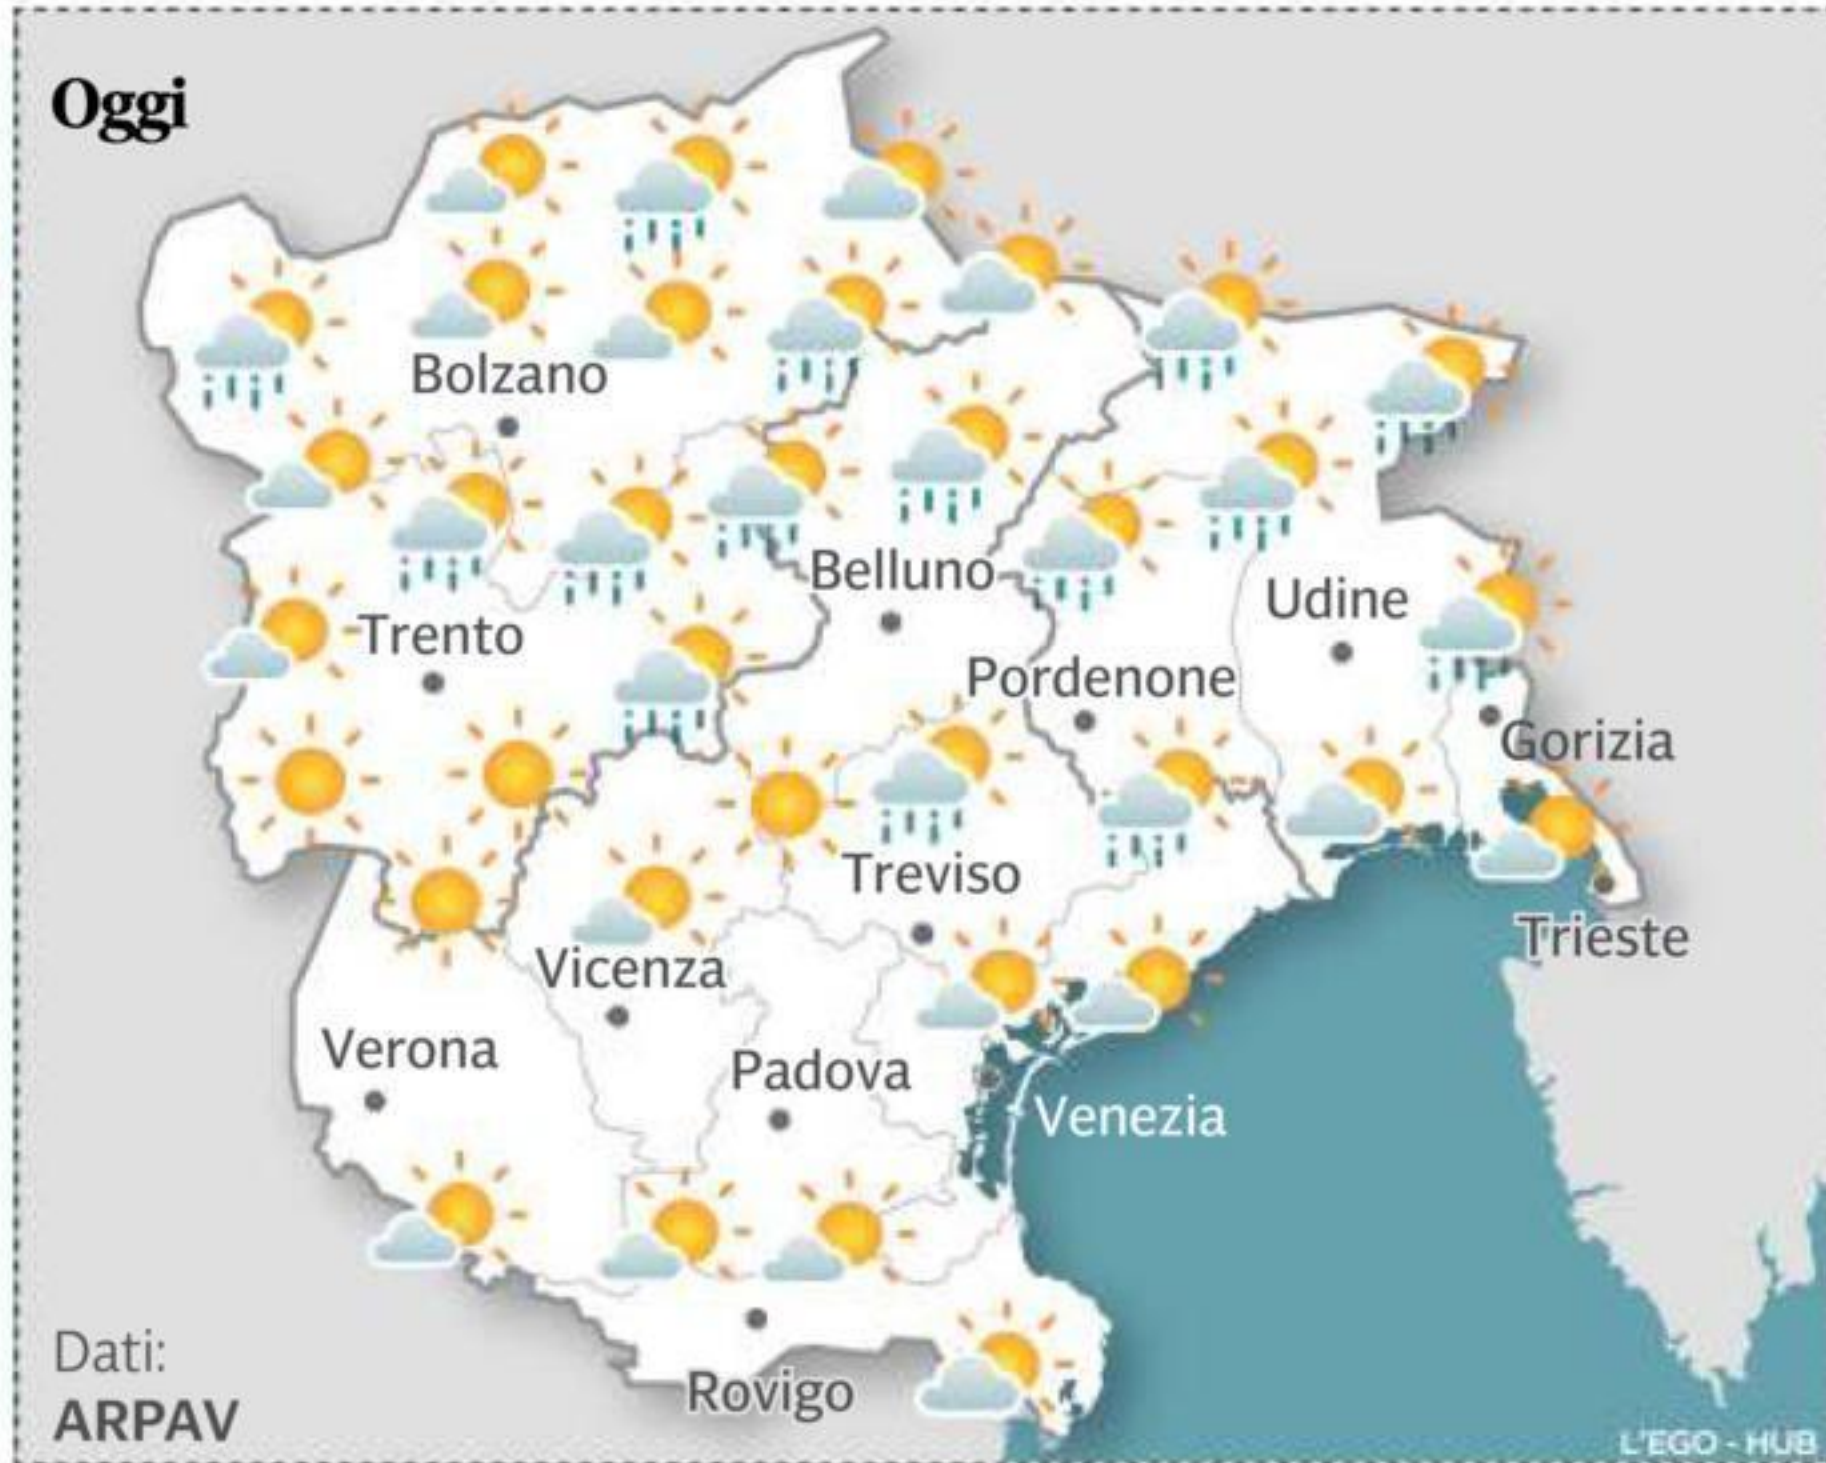 Oggi
Bolzano
Belluno
Udine
Trento
Pordenone
Gorizia
Treviso
Trieste
Vicenza
Verona
Padova
Venezia
Dati:
ARPAV
Rovigo
L'EGO - HUB